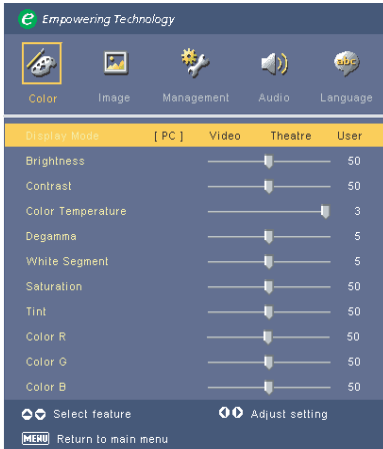 e Empowering Technology
abc
Color Image Management Audio Language
Display Mode [ PC ] Video Theatre User
Brightness 50
Contrast 50
Color Temperature 3
Degamma 5
White Segment 5
Saturation 50
Tint 50
Color R 50
Color G 50
Color B 50
Select feature Adjust setting
MENU Return to main menu